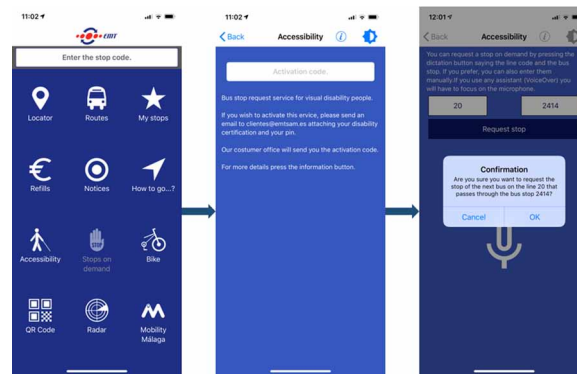 11:02
EMT
Enter the stop code.
Locator
Routes
My stops
Refills
Notices
How to go...?
Accessibility
Stops on
demand
STOP
Bike
QR Code
Radar
Mobility
Málaga
11:02
Back
Accessibility
Activation code.
Bus stop request service for visual disability people.
If you wish to activate this ervice, please send an
email to clientes@emtsam.es attaching your disability
certification and your pin.
Our costumer office will send you the activation code.
For more details press the information button.
12:01
Back
Accessibility
You can request a stop on demand by pressing the
dictation button saying the line code and the bus
stop. If you prefer, you can also enter them
manually.if you use any assistant (VoiceOver) you
will have to focus on the microphone.
20
2414
Request stop
Confirmation
Are you sure you want to request the
stop of the next bus on the line 20 that
passes through the bus stop 2414?
Cancel
OK